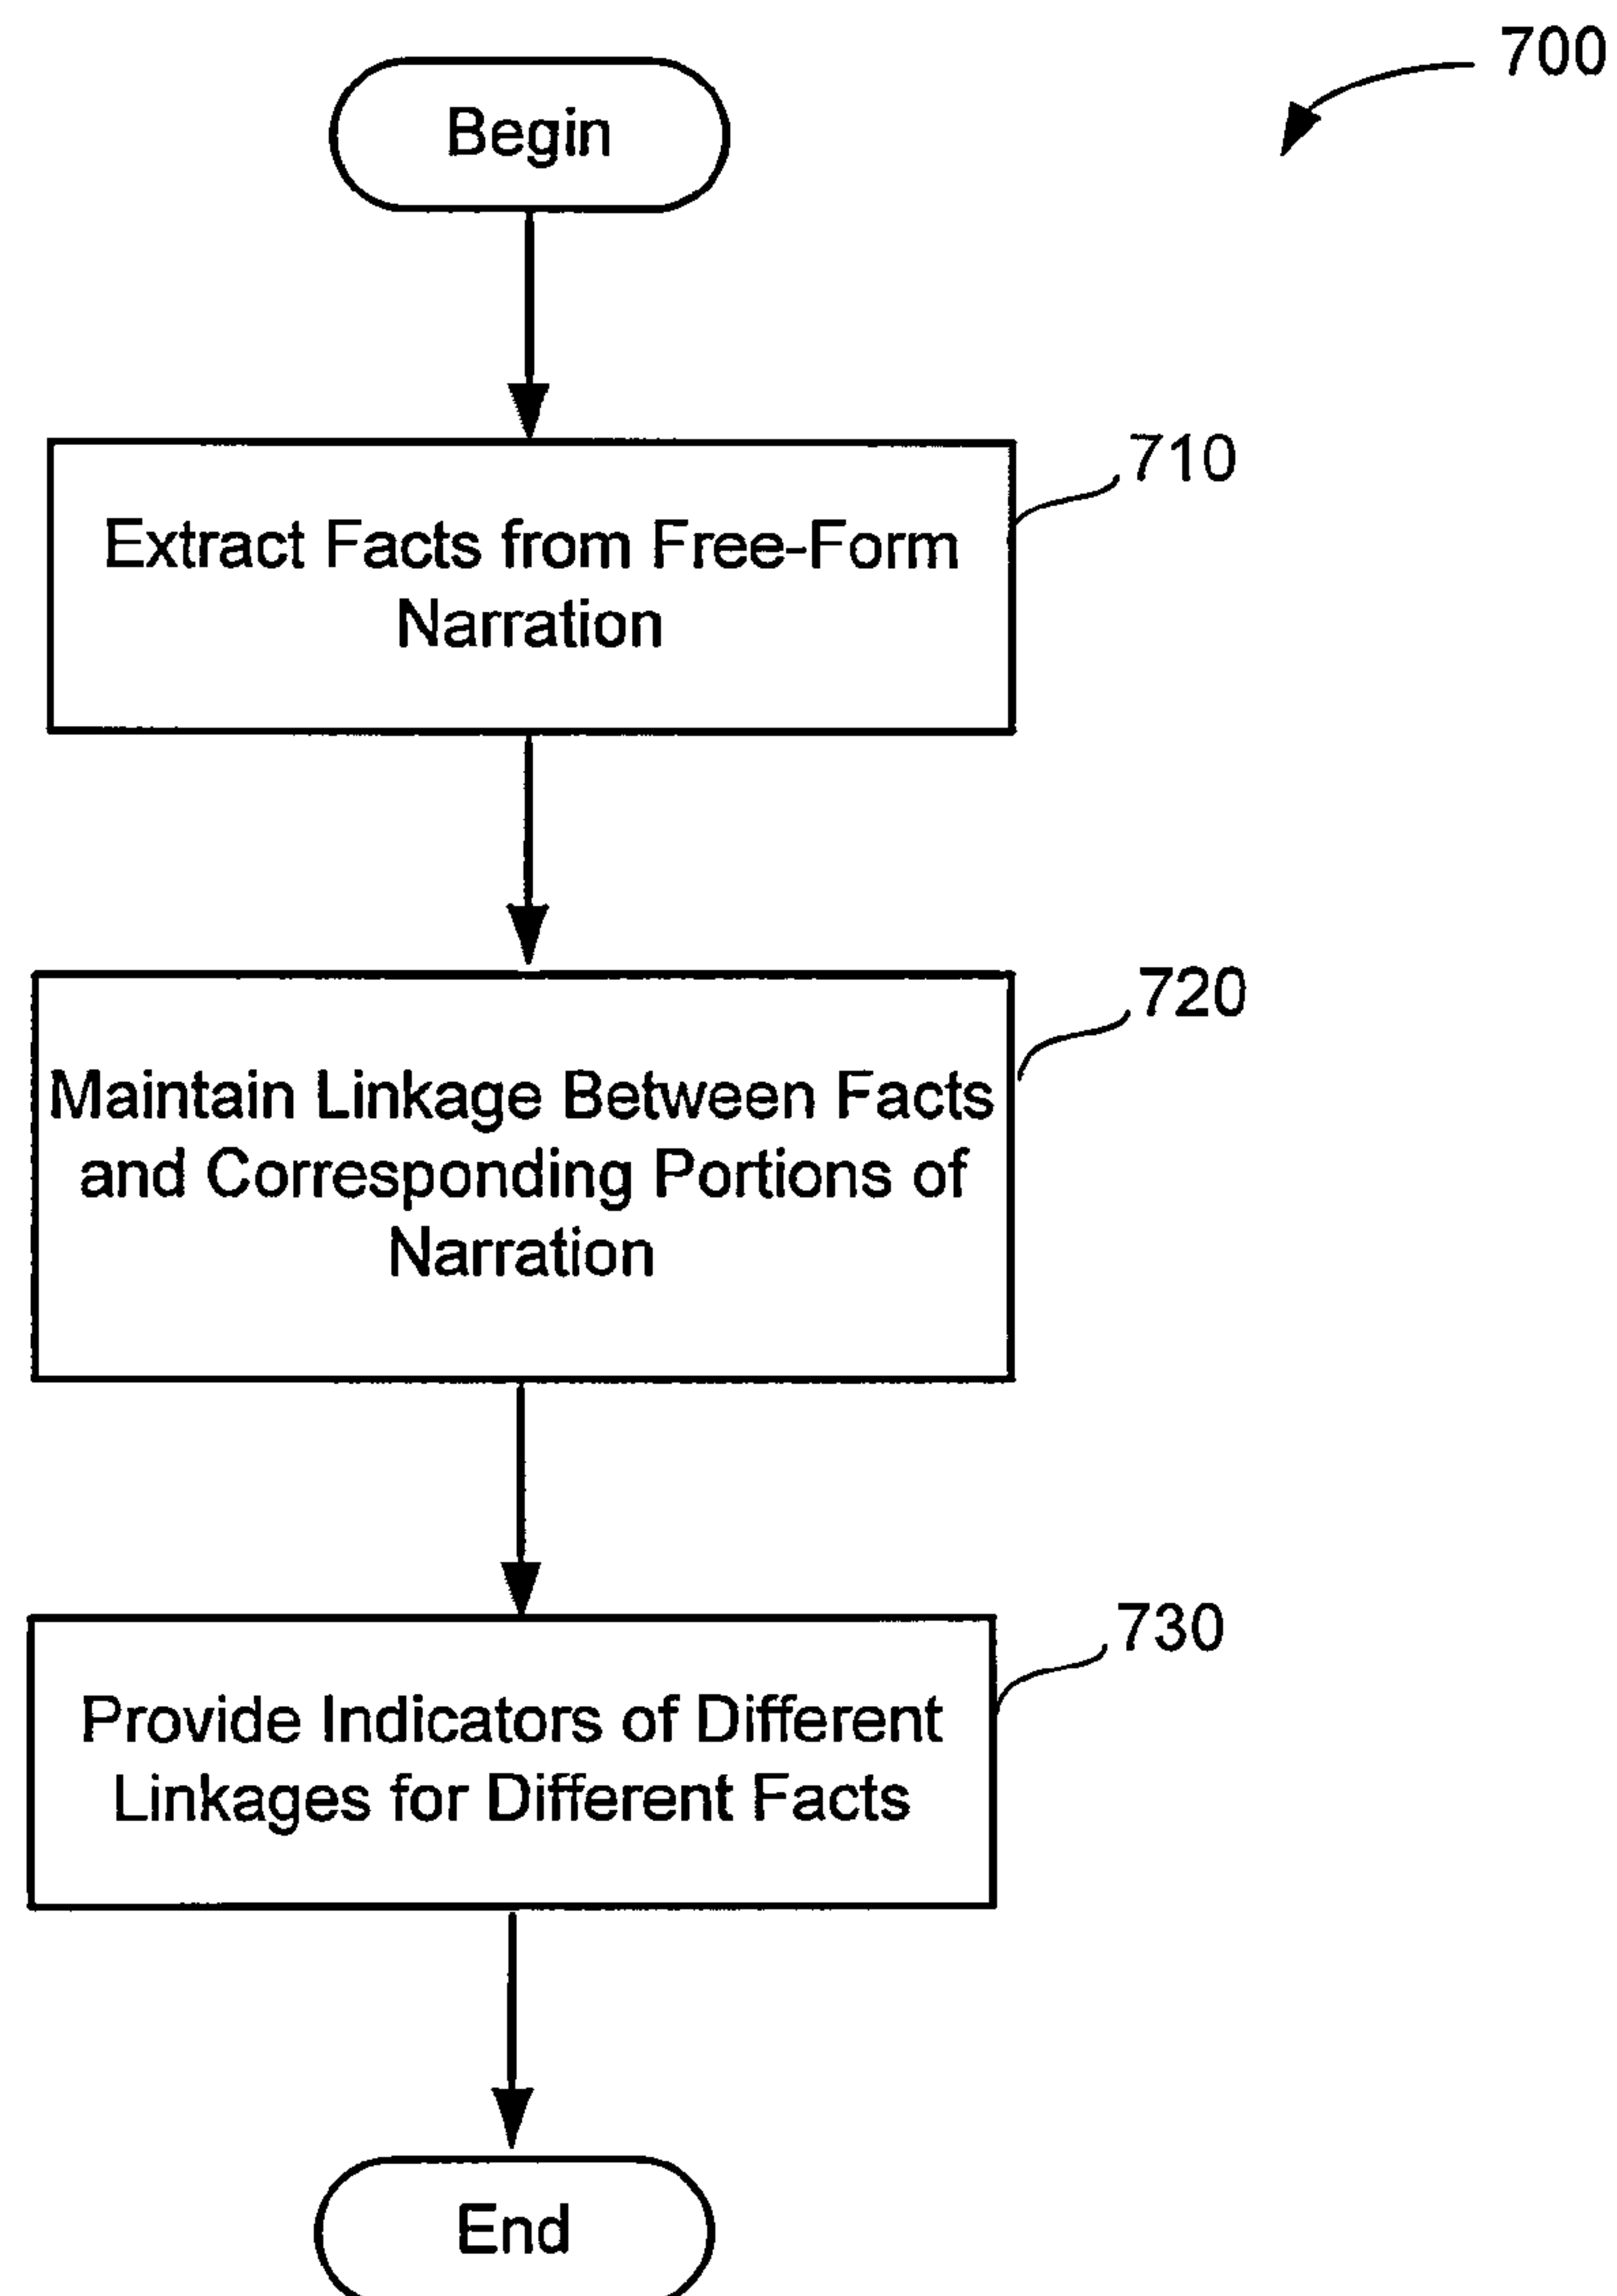 700
Begin
710
Extract Facts from Free-Form
Narration
720
Maintain Linkage Between Facts
and Corresponding Portions of
Narration
730
Provide Indicators of Different
Linkages for Different Facts
End